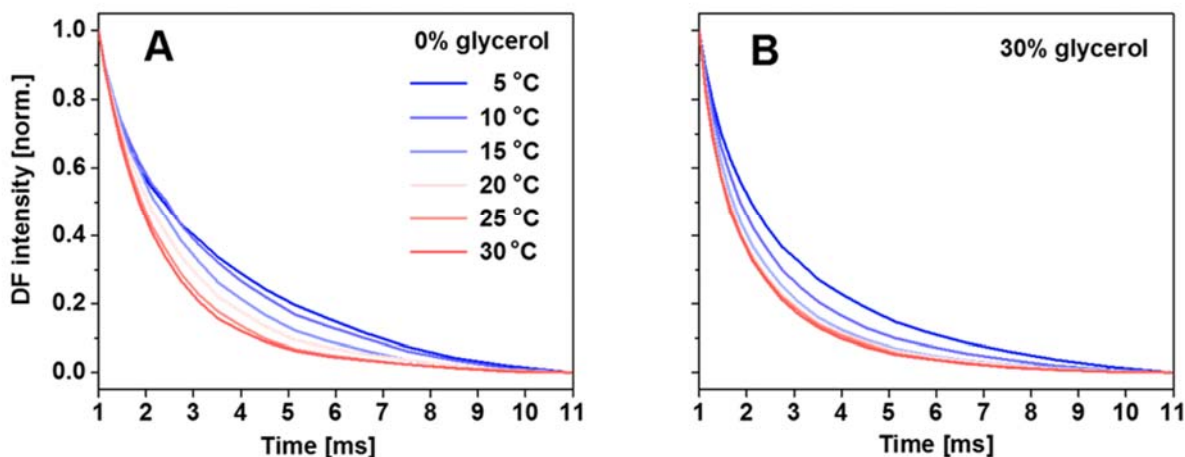 A
0% glycerol
5 °C
10 °C
15 °C
20 °C
25 °C
30 °C
DF intensity [norm.]
1.0
0.8
0.6
0.4
0.2
0.0
1 2 3 4 5 6 7 8 9 10 11
Time [ms]
B
30% glycerol
1 2 3 4 5 6 7 8 9 10 11
Time [ms]